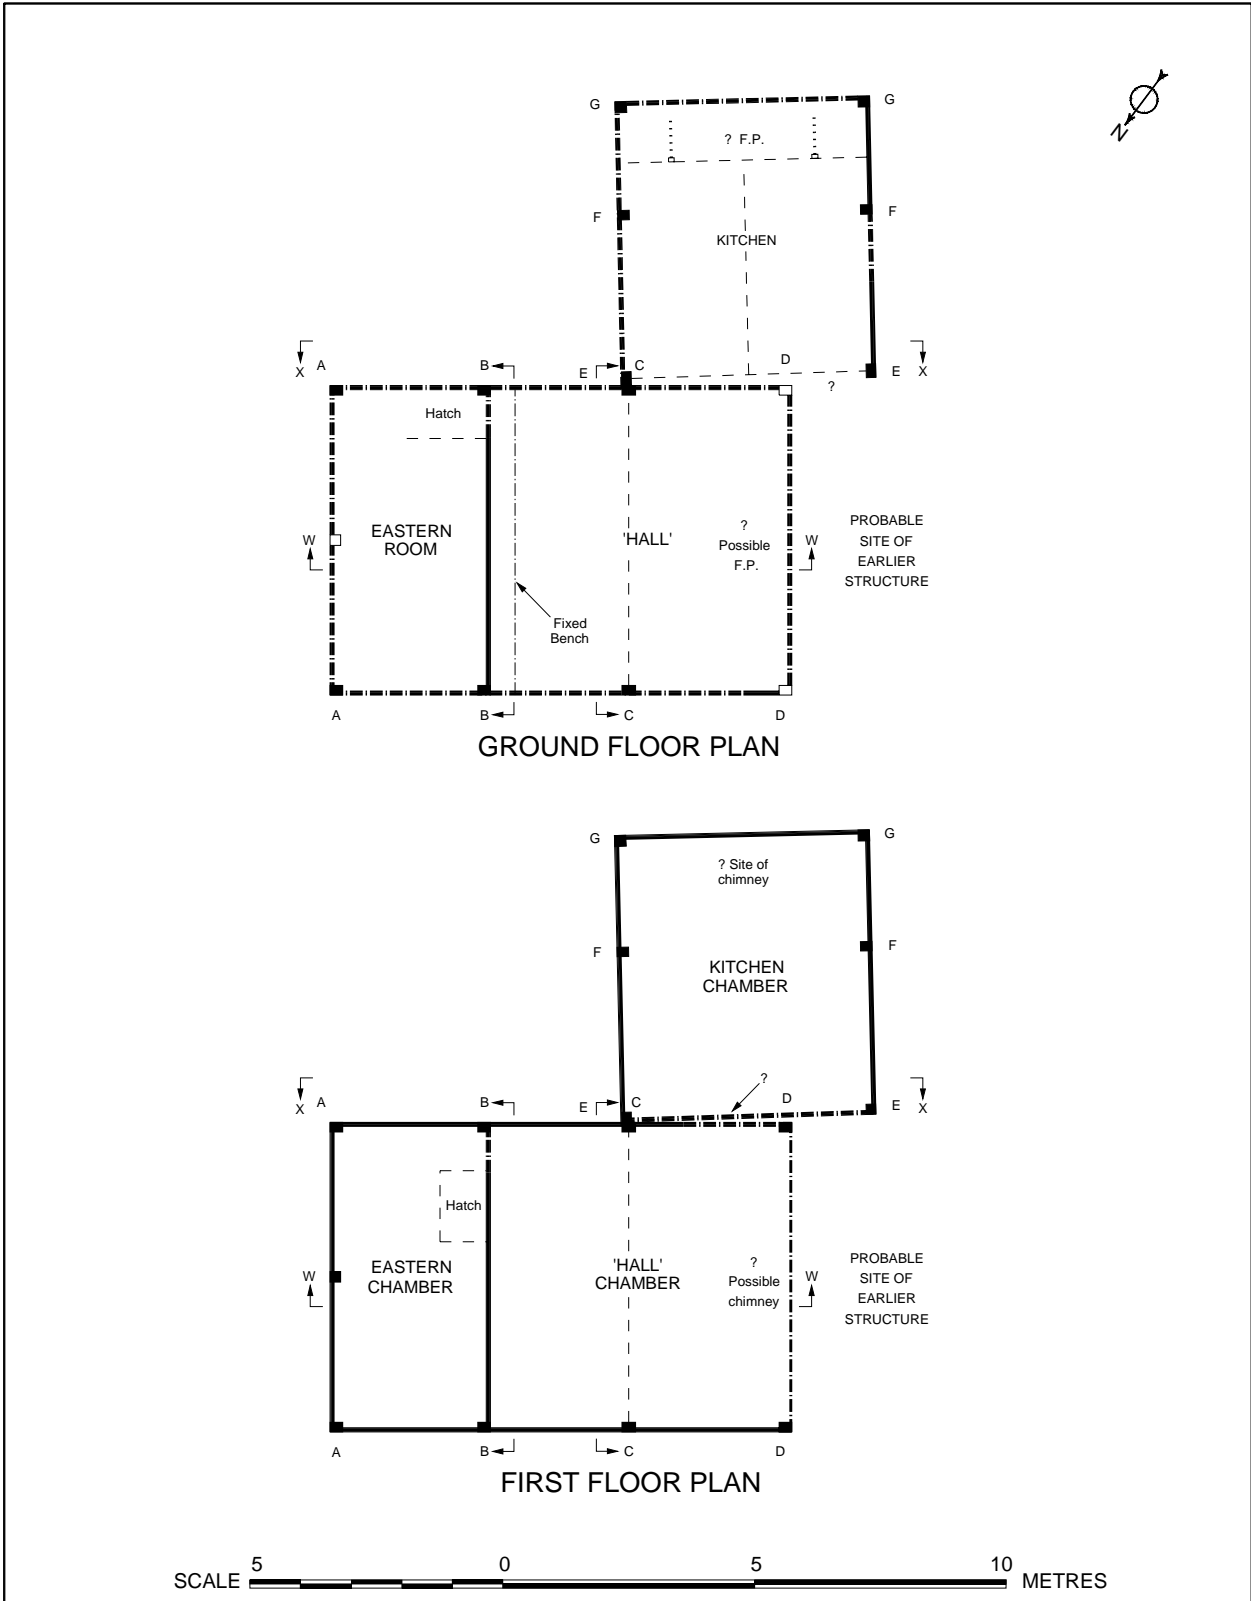 G
G
? F.P.
N
F
F
KITCHEN
A
B
E
C
D
E
X
X
?
Hatch
EASTERN
ROOM
W
'HALL'
?
Possible
F.P.
W
PROBABLE
SITE OF
EARLIER
STRUCTURE
Fixed
Bench
A
B
C
D
GROUND FLOOR PLAN
G
G
? Site of
chimney
F
F
KITCHEN
CHAMBER
?
A
B
E
C
D
E
X
X
Hatch
EASTERN
CHAMBER
W
'HALL'
CHAMBER
?
Possible
chimney
W
PROBABLE
SITE OF
EARLIER
STRUCTURE
A
B
C
D
FIRST FLOOR PLAN
5 0 5 10
SCALE METRES